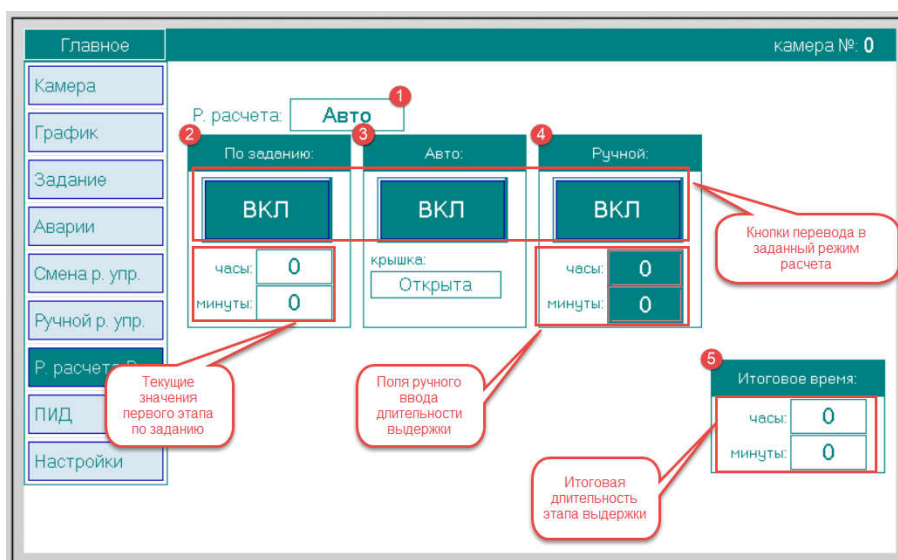 Главное
камера №: 0
Камера
График
Задание
Аварии
Смена р. упр.
Ручной р. упр.
Р. расчета
ПИД
Настройки
Р. расчета:
Авто
1
2
По заданию:
ВКЛ
часы: 0
минуты: 0
3
Авто:
ВКЛ
крышка:
Открыта
4
Ручной:
ВКЛ
часы: 0
минуты: 0
Кнопки перевода в
заданный режим
расчета
Текущие
значения
первого этапа
по заданию
Поля ручного
ввода
длительности
выдержки
5
Итоговое время:
часы: 0
минуты: 0
Итоговая
длительность
этапа выдержки